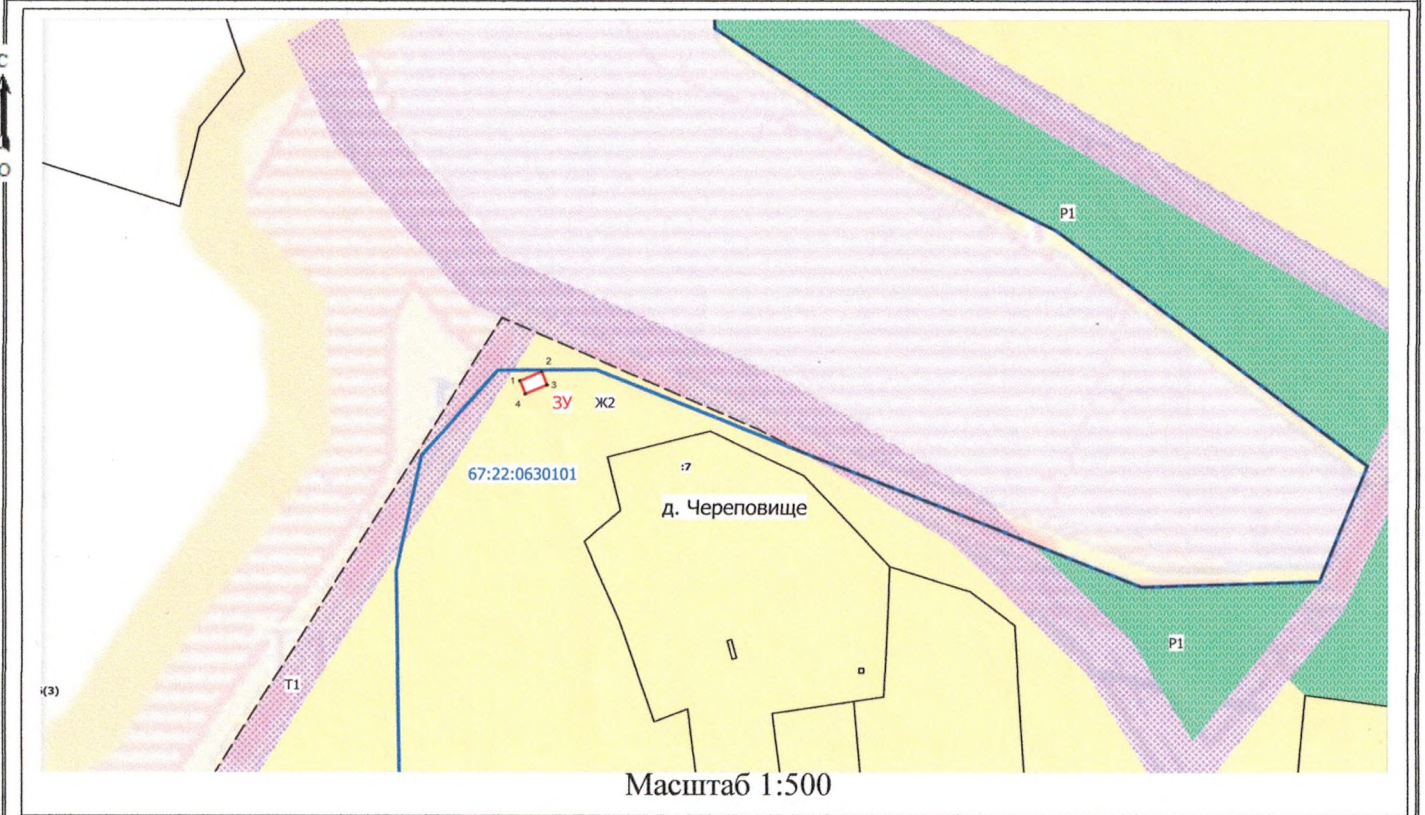 С
Ю
Р1
2
1
3
4
ЗУ
Ж2
67:22:0630101
:7
д. Череповище
Р1
Т1
(3)
Масштаб 1:500